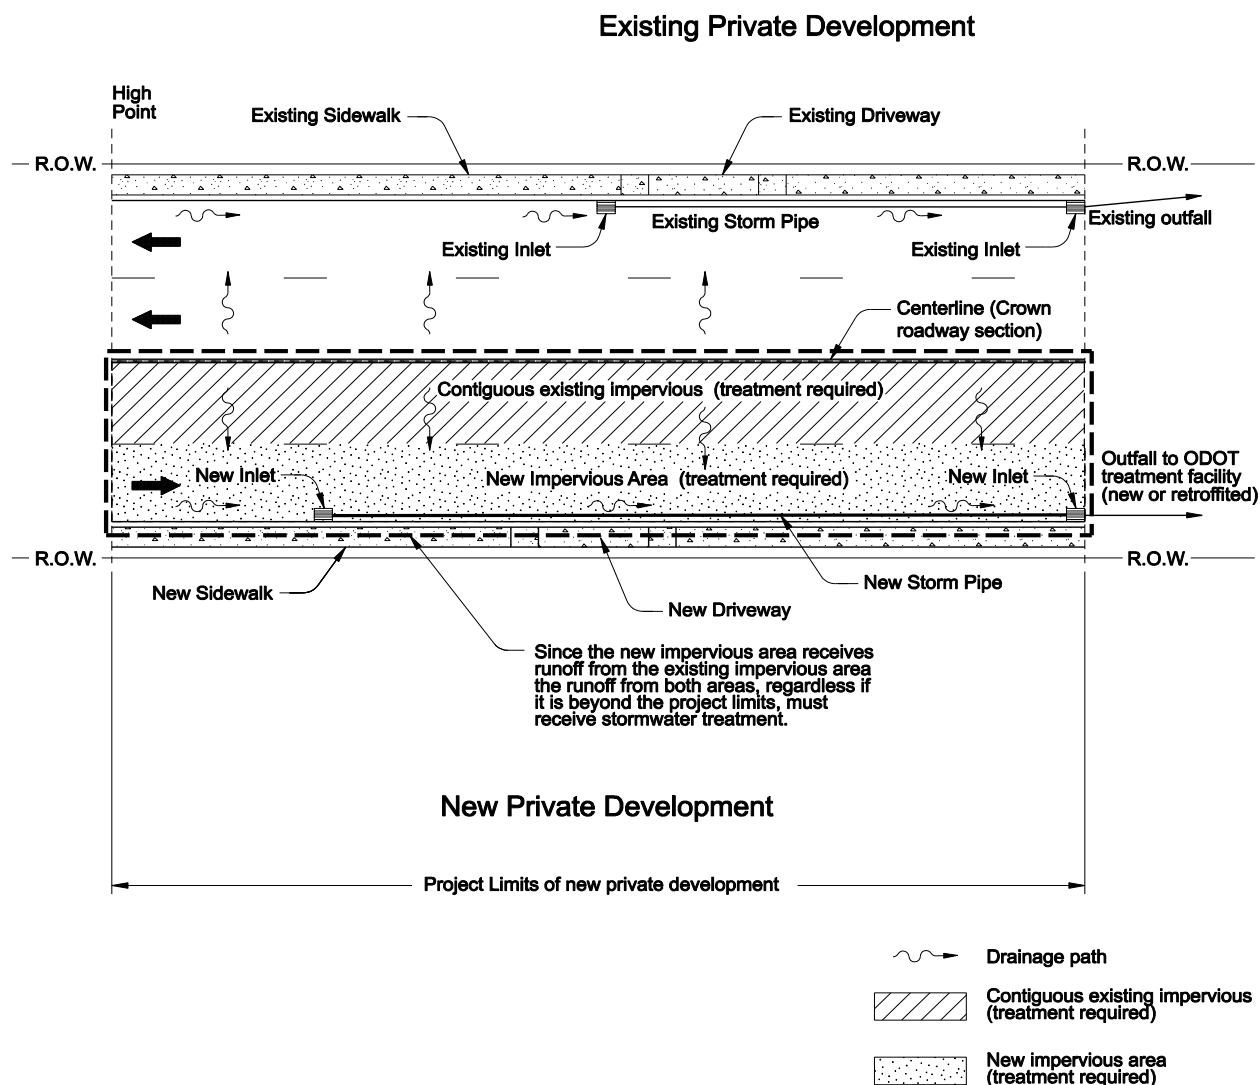 Existing Private Development
High
Point
Existing Sidewalk
Existing Driveway
R.O.W.
R.O.W.
Existing Storm Pipe
Existing outfall
Existing Inlet
Existing Inlet
Centerline (Crown
roadway section)
Contiguous existing impervious (treatment required)
New Inlet
New Impervious Area (treatment required)
New Inlet
Outfall to ODOT
treatment facility
(new or retroffited)
R.O.W.
R.O.W.
New Sidewalk
New Storm Pipe
New Driveway
Since the new impervious area receives
runoff from the existing impervious area
the runoff from both areas, regardless if
it is beyond the project limits, must
receive stormwater treatment.
New Private Development
Project Limits of new private development
Drainage path
Contiguous existing impervious
(treatment required)
New impervious area
(treatment required)